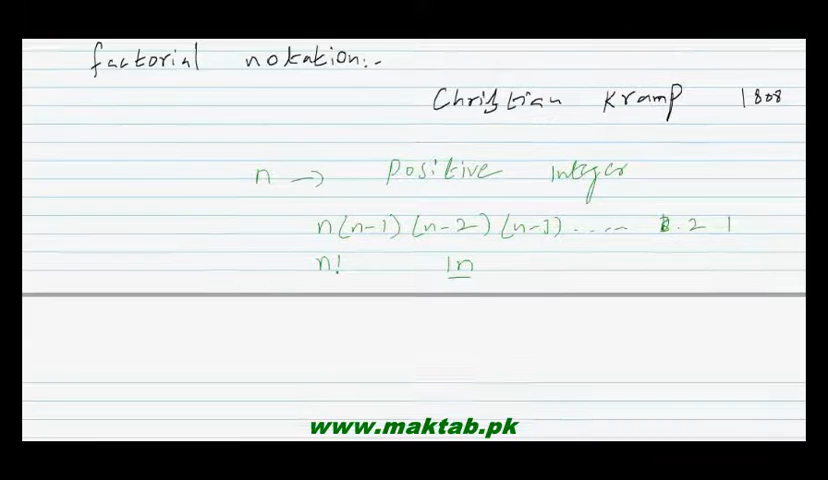 factorial notation:-
Christian Kramp 1808
n → Positive Integer
n(n-1)(n-2)(n-3)..... 3.2 1
n! |n
www.maktab.pk